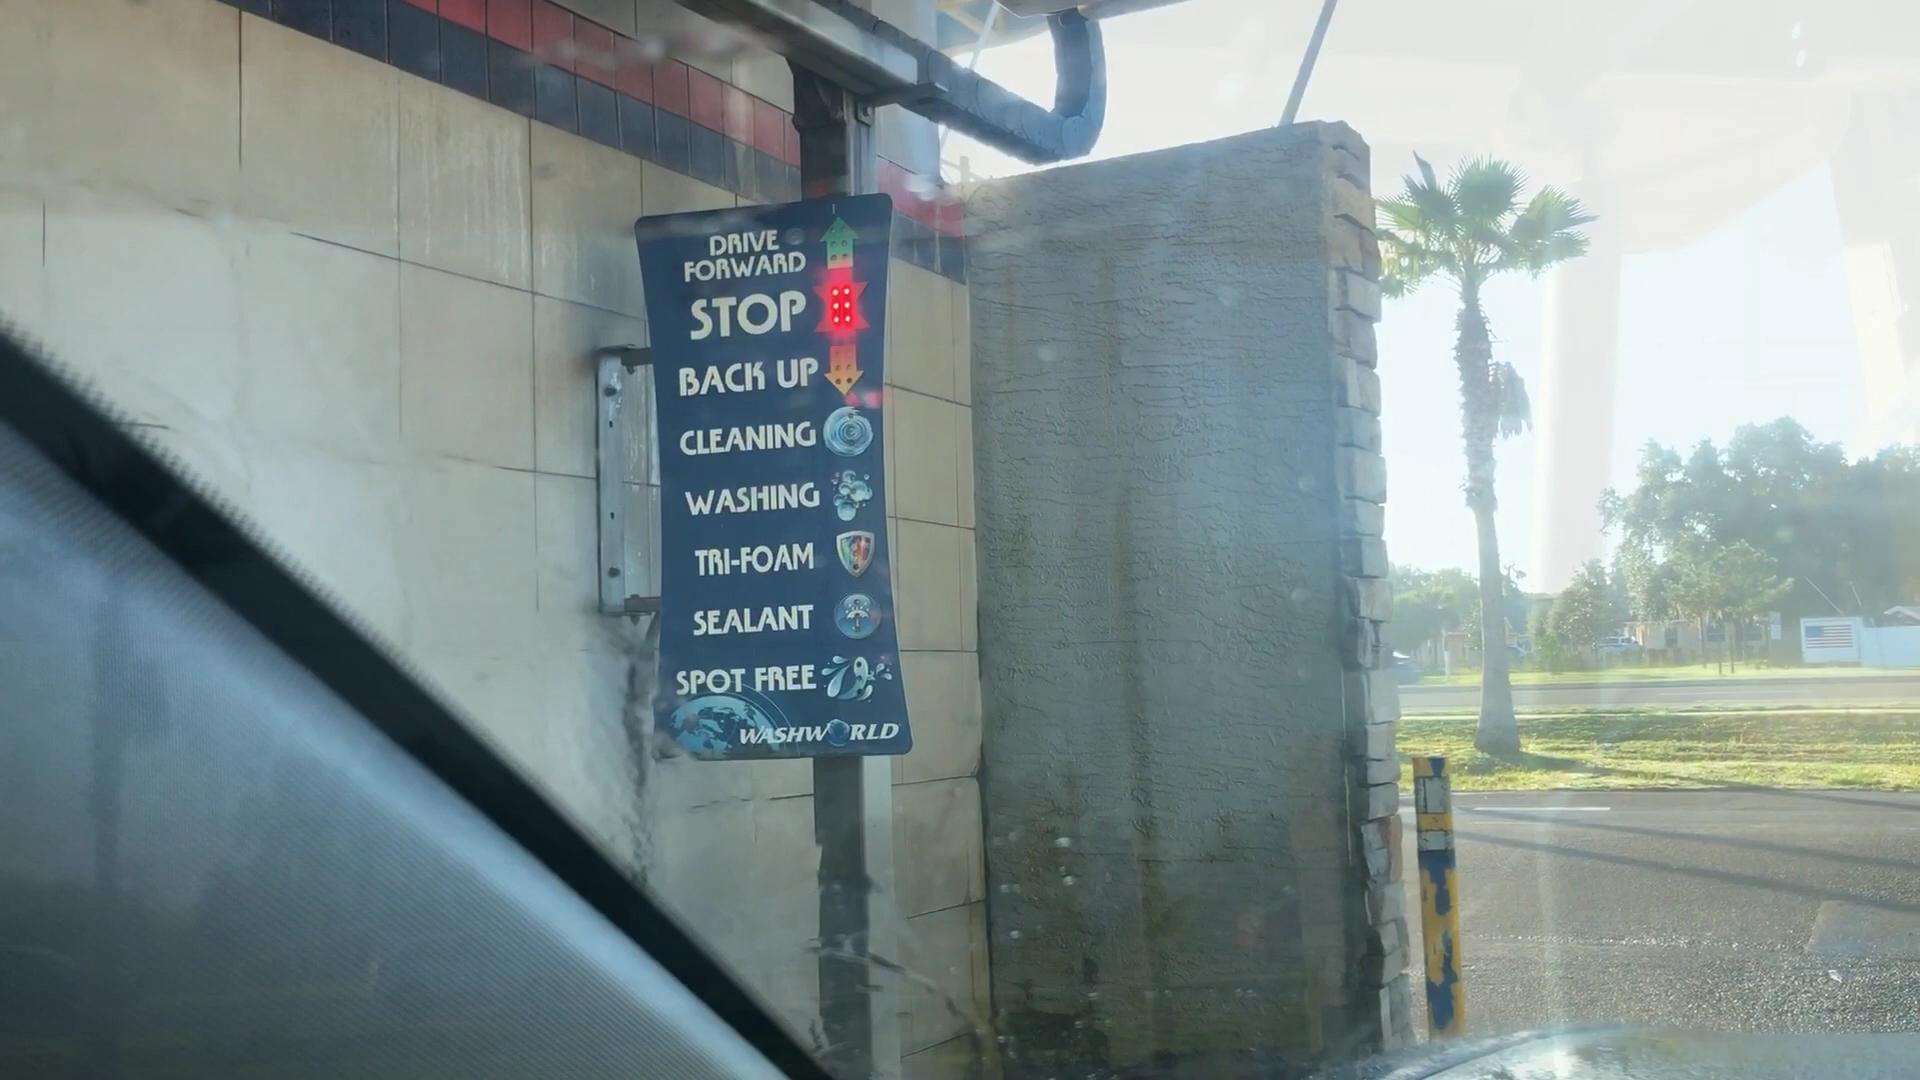 DRIVE
FORWARD
STOP
BACK UP
CLEANING
WASHING
TRI-FOAM
SEALANT
SPOT FREE
WASHWORLD